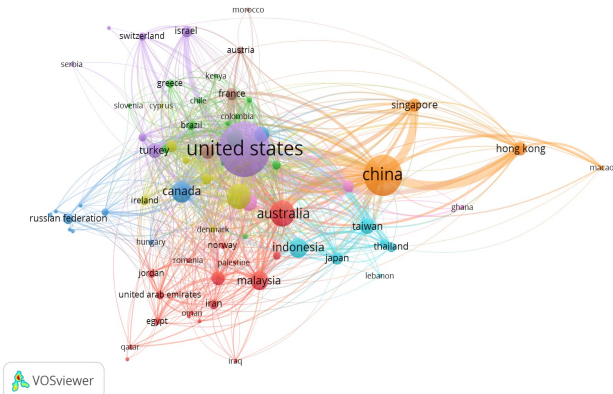 morocco
switzerland
israel
austria
serbia
kenya
greece
france
chile
slovenia
cyprus
colombia
brazil
singapore
united states
turkey
hong kong
macao
china
canada
ireland
australia
ghana
russian federation
taiwan
denmark
hungary
norway
indonesia
thailand
japan
romania
palestine
lebanon
jordan
malaysia
united arab emirates
iran
oman
egypt
qatar
iraq
VOSviewer